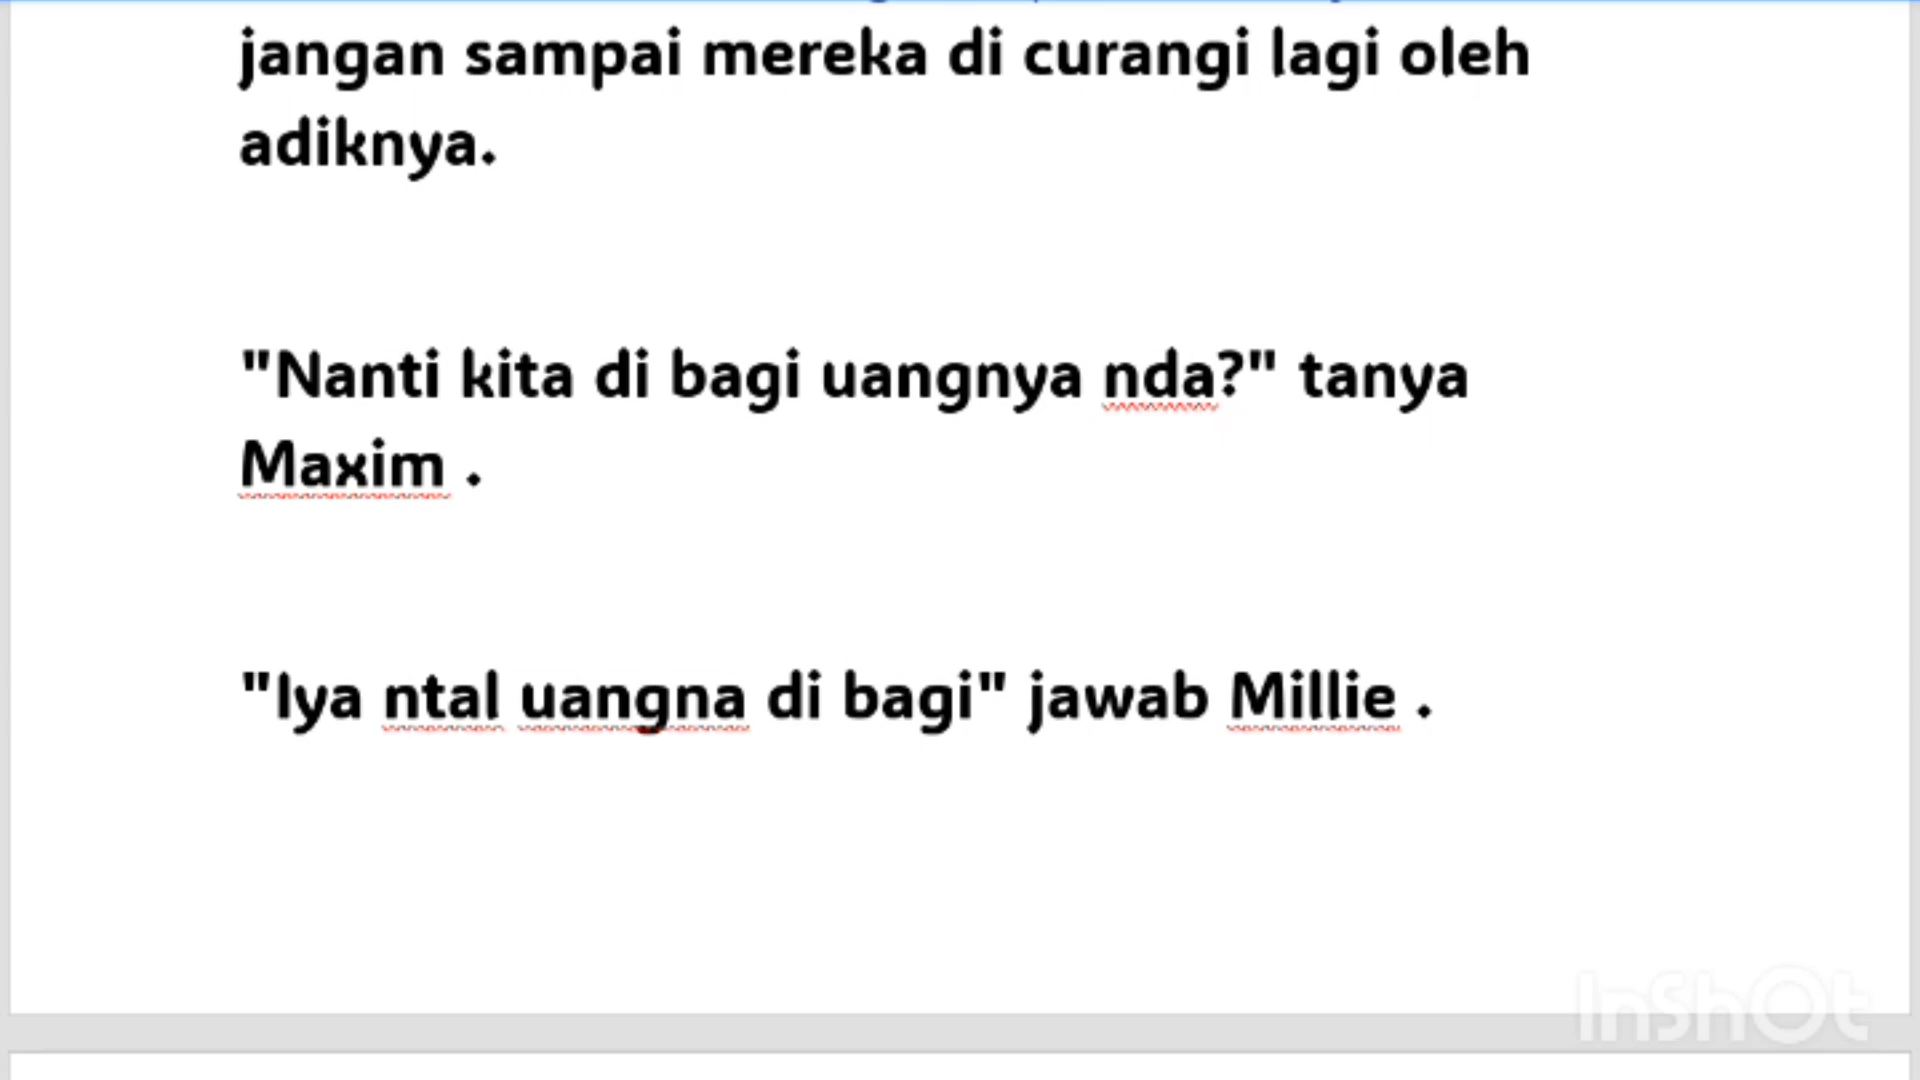 jangan sampai mereka di curangi lagi oleh
adiknya.
"Nanti kita di bagi uangnya nda?" tanya
Maxim .
"Iya ntal uangna di bagi" jawab Millie .
InShOt